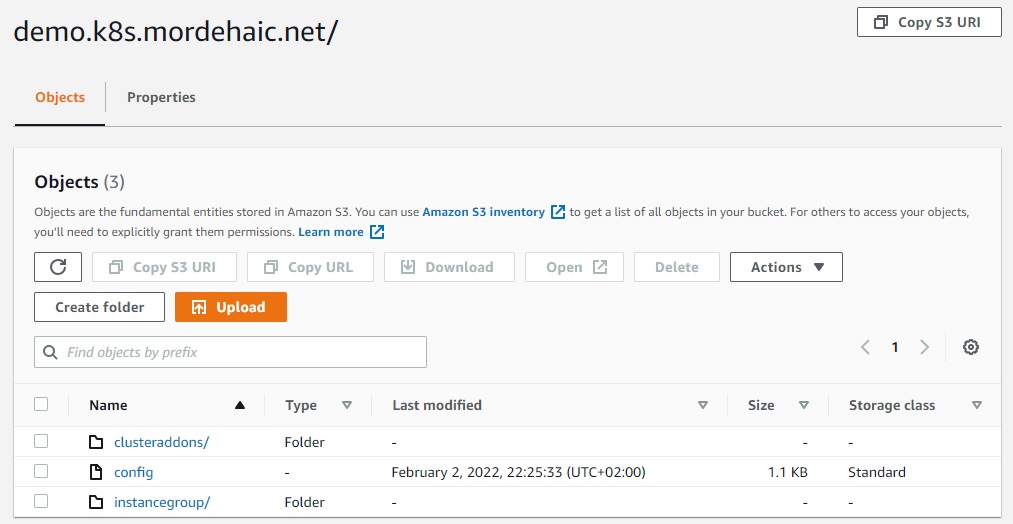 demo.k8s.mordehaic.net/
Copy S3 URI
Objects
Properties
Objects (3)
Objects are the fundamental entities stored in Amazon S3. You can use Amazon S3 inventory to get a list of all objects in your bucket. For others to access your objects,
you'll need to explicitly grant them permissions. Learn more
Copy S3 URI Copy URL Download Open Delete Actions
Create folder Upload
Find objects by prefix
1
Name Type Last modified Size Storage class
clusteraddons/ Folder - - -
config - February 2, 2022, 22:25:33 (UTC+02:00) 1.1 KB Standard
instancegroup/ Folder - - -